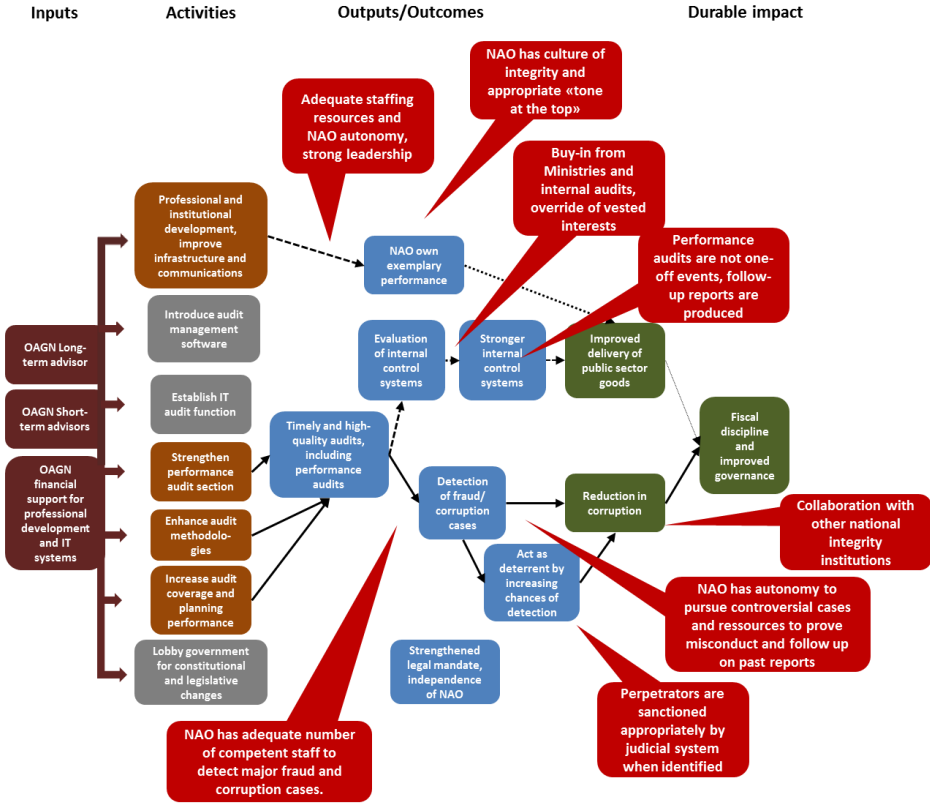 Inputs
Activities
Outputs/Outcomes
Durable impact
NAO has culture of
integrity and
appropriate «tone
at the top»
Adequate staffing
resources and
NAO autonomy,
strong leadership
Buy-in from
Ministries and
internal audits,
override of vested
interests
Professional and
institutional
development,
improve
infrastructure and
communications
NAO own
exemplary
performance
Performance
audits are not one-
off events, follow-
up reports are
produced
Introduce audit
management
software
OAGN Long-
term advisor
Evaluation
of internal
control
systems
Stronger
internal
control
systems
Improved
delivery of
public sector
goods
OAGN Short-
term advisors
Establish IT
audit function
Timely and high-
quality audits,
including
performance
audits
Fiscal
discipline
and
improved
governance
OAGN
financial
support for
professional
development
and IT
systems
Strengthen
performance
audit section
Detection of
fraud/
corruption
cases
Reduction in
corruption
Collaboration with
other national
integrity
institutions
Enhance audit
methodolo-
gies
Act as
deterrent by
increasing
chances of
detection
Increase audit
coverage and
planning
performance
NAO has autonomy to
pursue controversial cases
and ressources to prove
misconduct and follow up
on past reports
Lobby government
for constitutional
and legislative
changes
Strengthened
legal mandate,
independence
of NAO
Perpetrators are
sanctioned
appropriately by
judicial system
when identified
NAO has adequate number
of competent staff to
detect major fraud and
corruption cases.